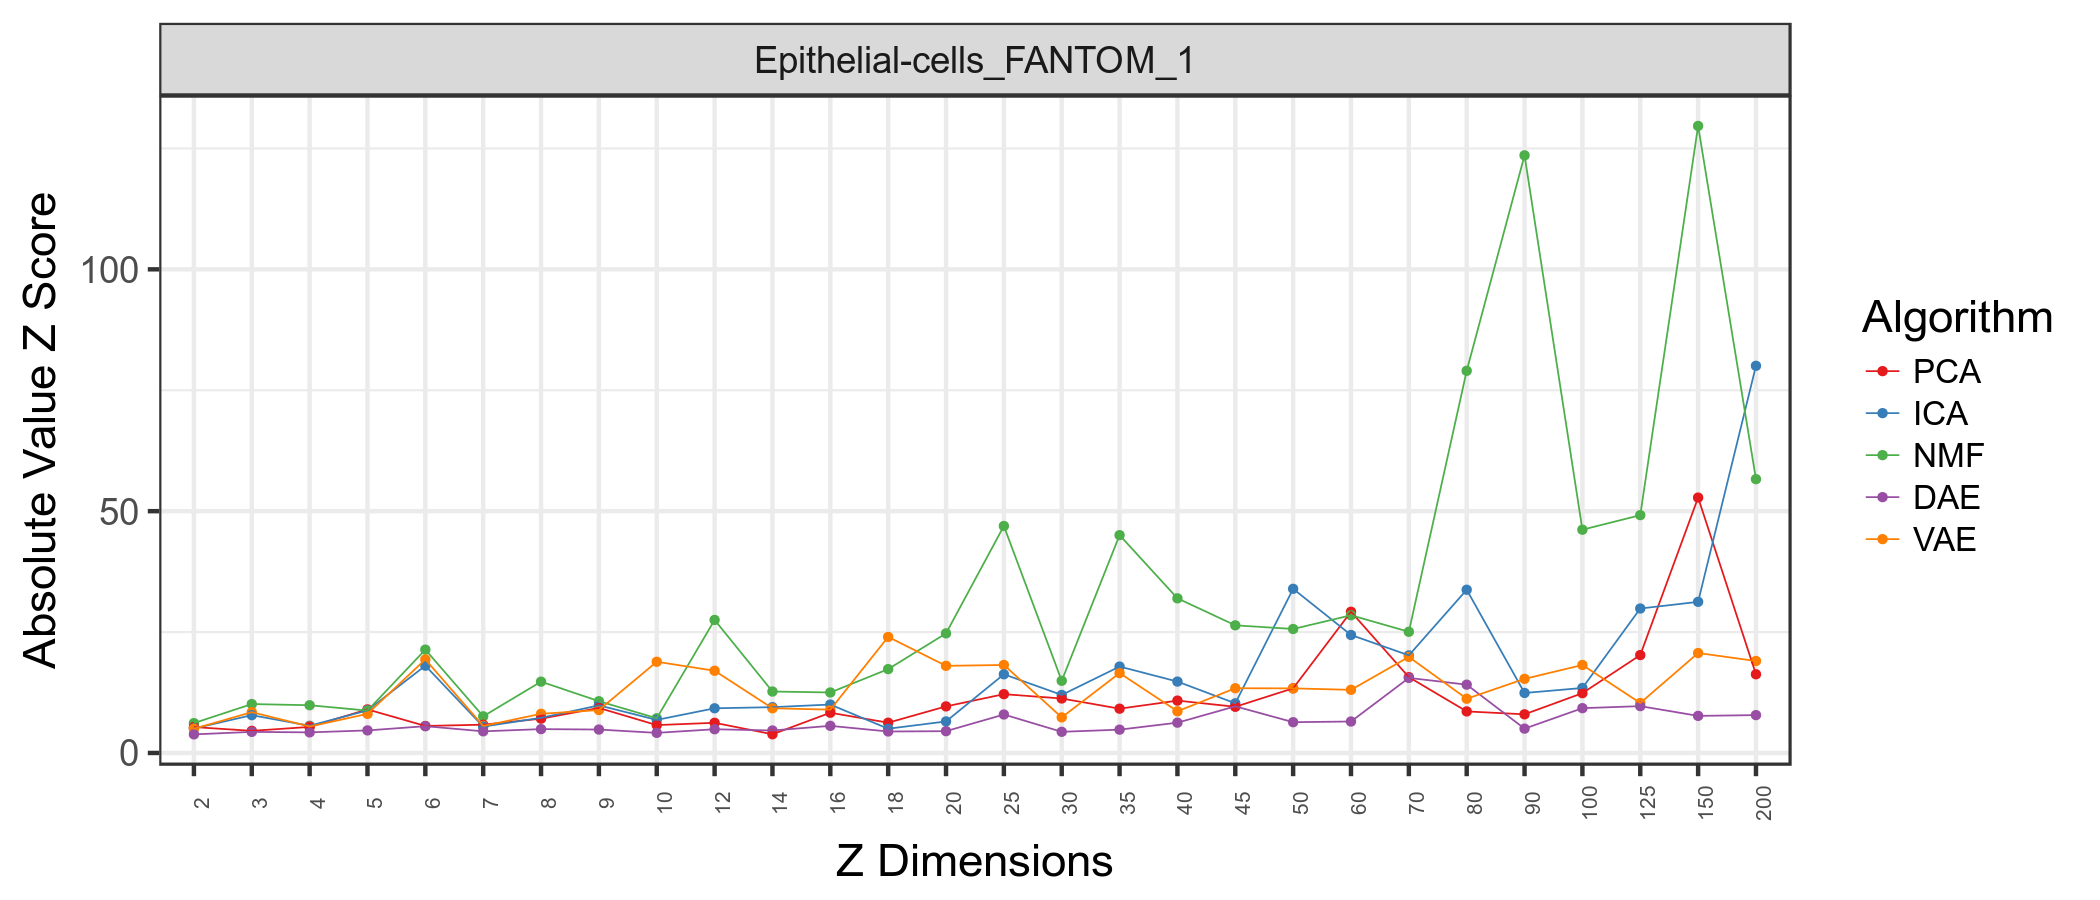 Epithelial-cells_FANTOM_1
Absolute Value Z Score
100
50
0
2 3 4 5 6 7 8 9 10 12 14 16 18 20 25 30 35 40 45 50 60 70 80 90 100 125 150 200
Z Dimensions
Algorithm
PCA
ICA
NMF
DAE
VAE